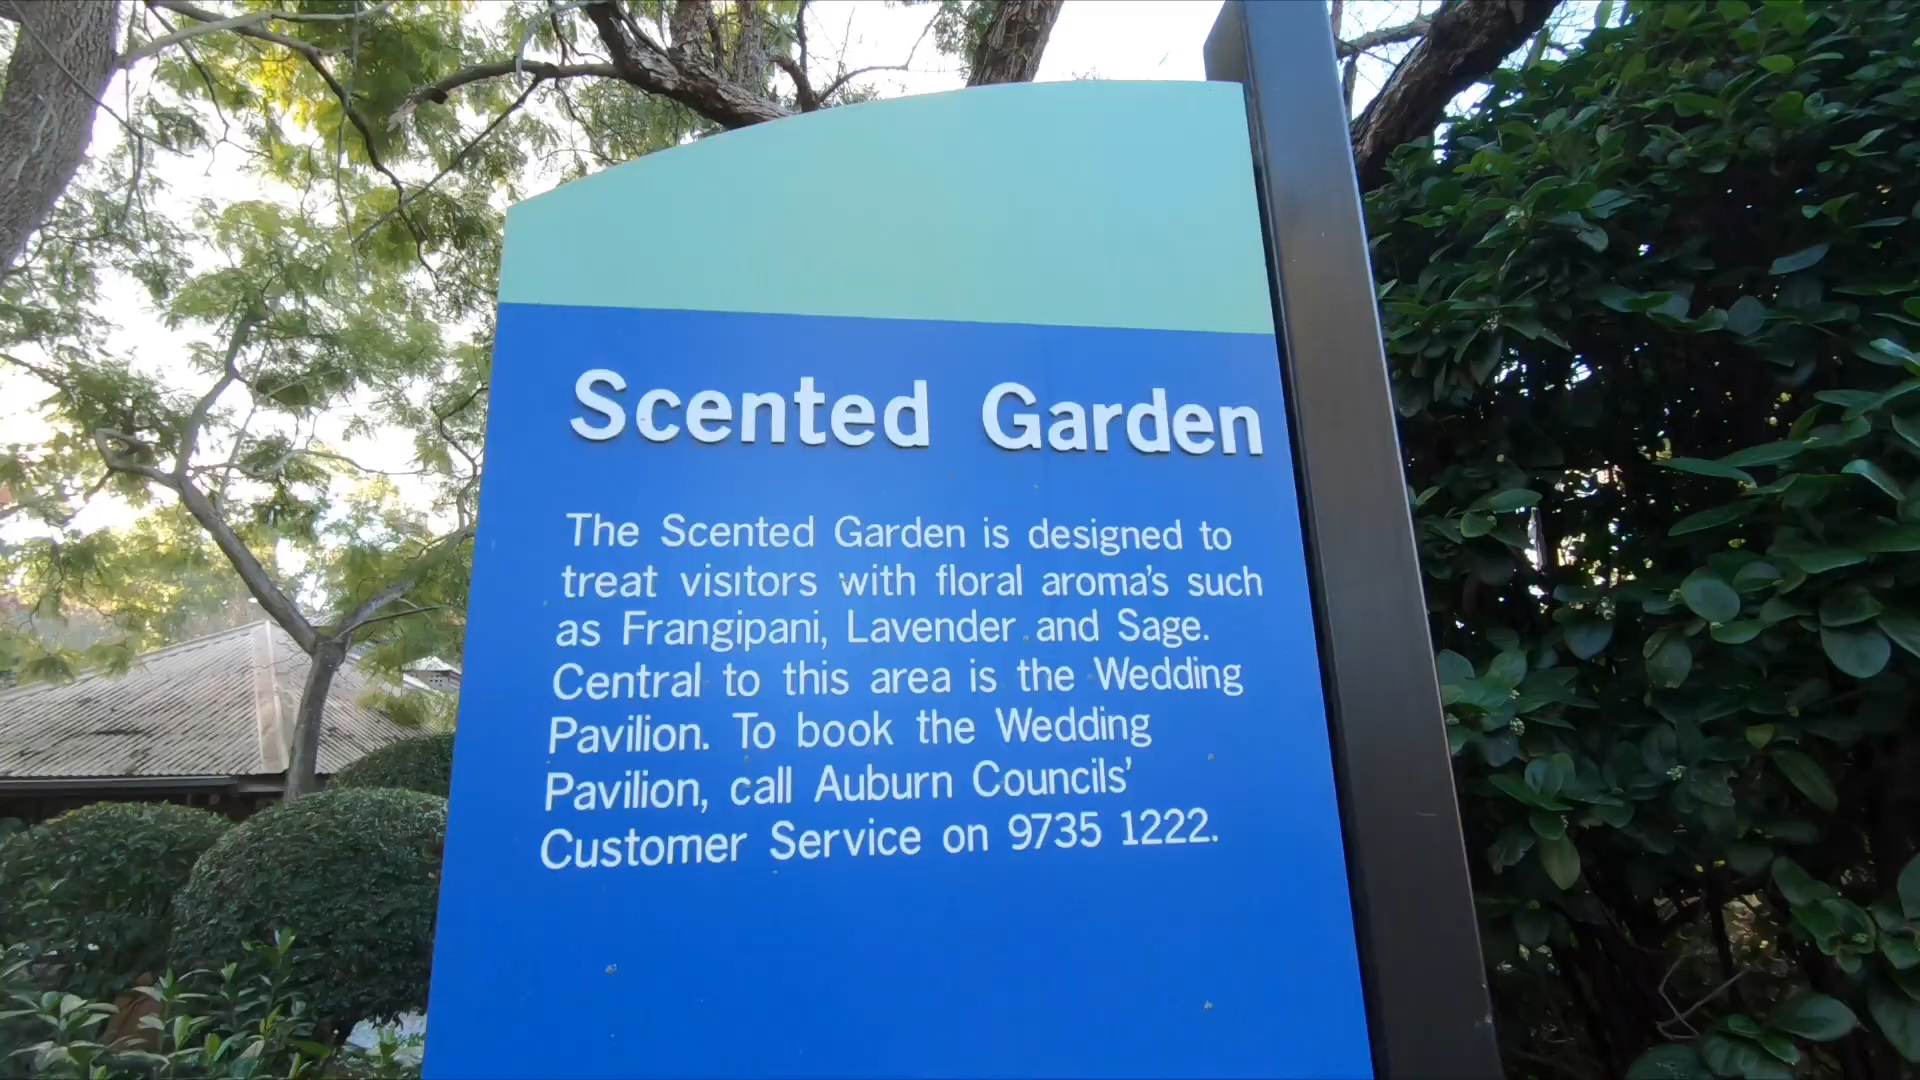 Scented Garden
The Scented Garden is designed to
treat visitors with floral aroma's such
as Frangipani, Lavender and Sage.
Central to this area is the Wedding
Pavilion. To book the Wedding
Pavilion, call Auburn Councils'
Customer Service on 9735 1222.